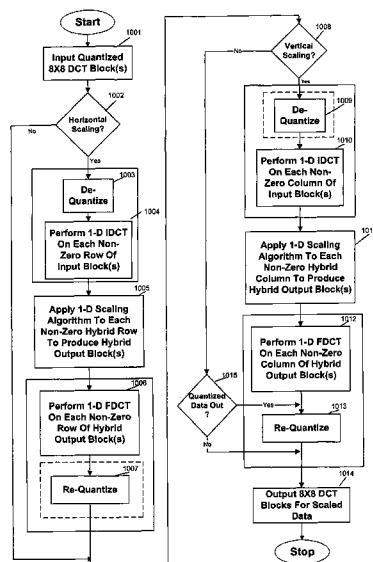 Start
1001
Input Quantized
8X8 DCT Block(s)
1002
Horizontal
Scaling?
No
Yes
1003
De-
Quantize
1004
Perform 1-D IDCT
On Each Non-
Zero Row Of
Input Block(s)
1005
Apply 1-D Scaling
Algorithm To Each
Non-Zero Hybrid Row
To Produce Hybrid
Output Block(s)
1006
Perform 1-D FDCT
On Each Non-Zero
Row Of Hybrid
Output Block(s)
1007
Re-Quantize
1008
Vertical
Scaling?
No
Yes
1009
De-
Quantize
1010
Perform 1-D IDCT
On Each Non-
Zero Column Of
Input Block(s)
101
Apply 1-D Scaling
Algorithm To Each
Non-Zero Hybrid
Column To Produce
Hybrid Output Block(s)
1012
Perform 1-D FDCT
On Each Non-Zero
Column Of Hybrid
Output Block(s)
1015
Quantized
Data Out
?
Yes
No
1013
Re-Quantize
1014
Output 8X8 DCT
Blocks For Scaled
Data
Stop